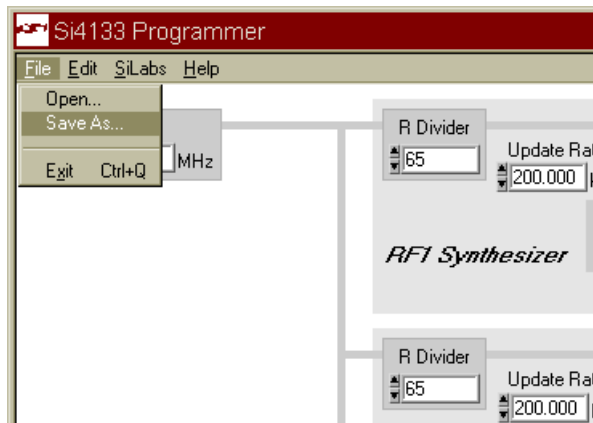 Si4133 Programmer
File Edit SiLabs Help
Open...
Save As...
Exit Ctrl+Q
MHz
R Divider
65
Update Ra
200.000
RF1 Synthesizer
R Divider
65
Update Ra
200.000